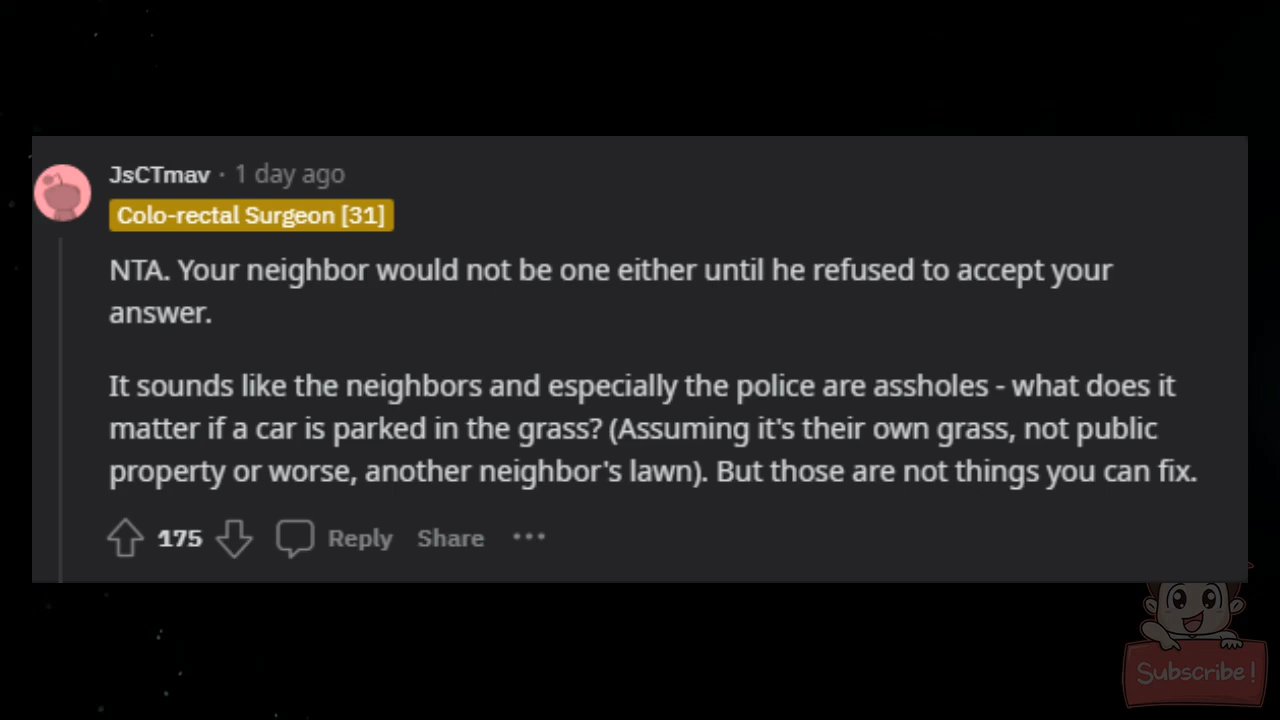 JsCTmav · 1 day ago
Colo-rectal Surgeon [31]
NTA. Your neighbor would not be one either until he refused to accept your
answer.
It sounds like the neighbors and especially the police are assholes - what does it
matter if a car is parked in the grass? (Assuming it's their own grass, not public
property or worse, another neighbor's lawn). But those are not things you can fix.
175 Reply Share ...
Subscribe!